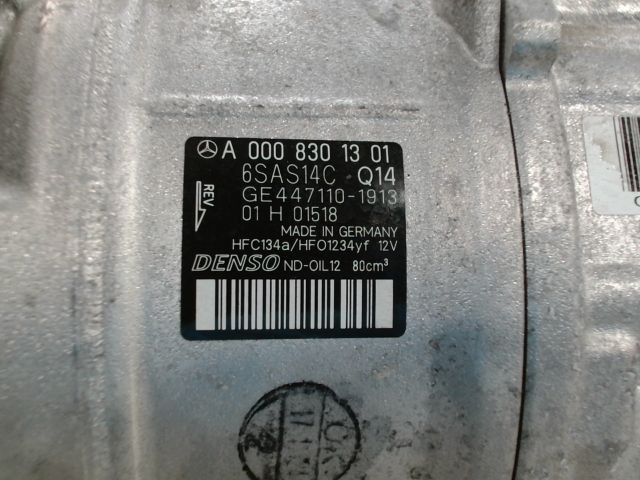 A 000 830 13 01
6SAS14C Q14
GE447110-1913
REV
01 H 01518
MADE IN GERMANY
HFC134a/HFO1234yf 12V
DENSO ND-OIL12 80cm³